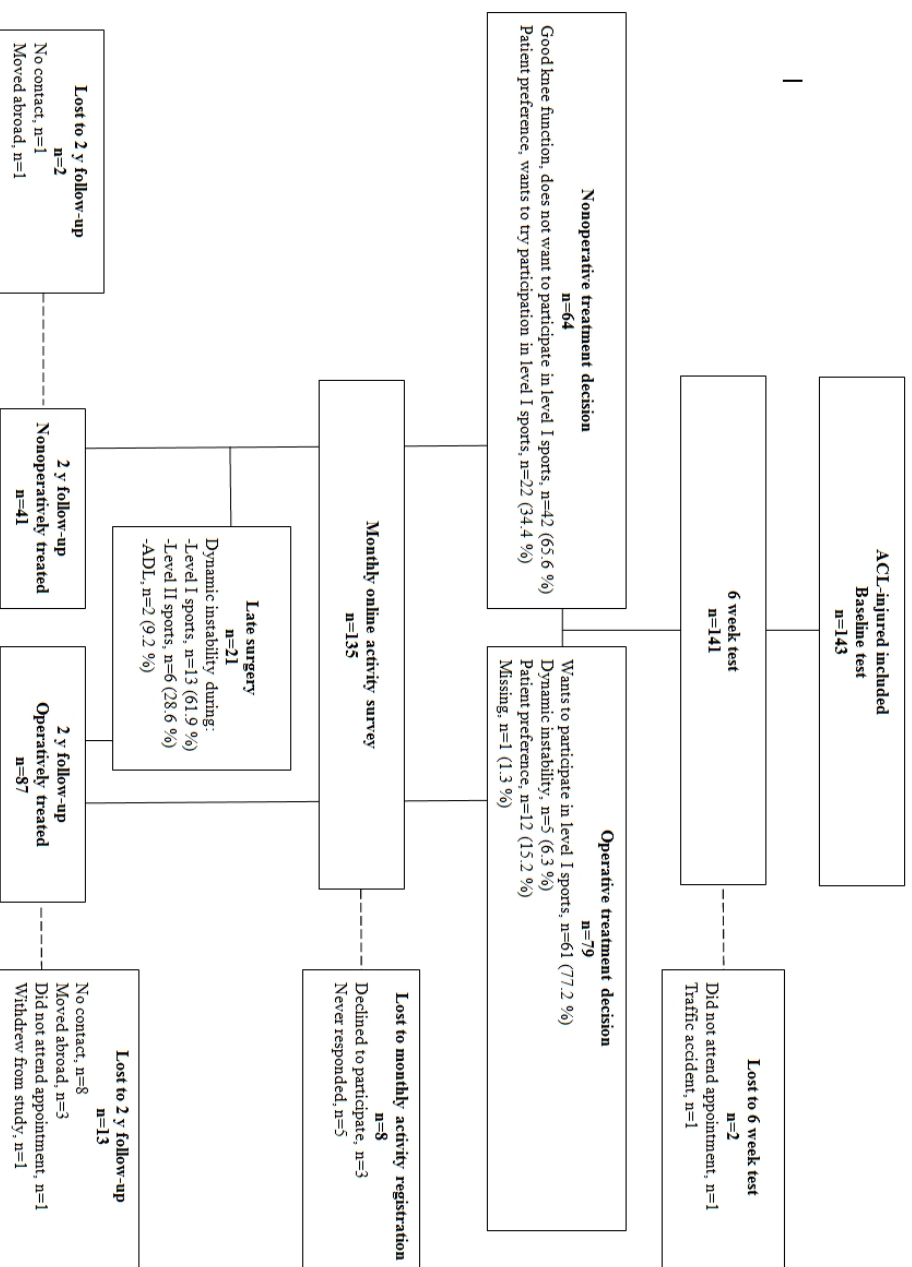 ACL-injured included
Baseline test
n=143
6 week test
n=141
Lost to 6 week test
n=2
Did not attend appointment, n=1
Traffic accident, n=1
Nonoperative treatment decision
n=64
Good knee function, does not want to participate in level I sports, n=42 (65.6 %)
Patient preference, wants to try participation in level I sports, n=22 (34.4 %)
Operative treatment decision
n=79
Wants to participate in level I sports, n=61 (77.2 %)
Dynamic instability, n=5 (6.3 %)
Patient preference, n=12 (15.2 %)
Missing, n=1 (1.3 %)
Monthly online activity survey
n=135
Lost to monthly activity registration
n=8
Declined to participate, n=3
Never responded, n=5
Late surgery
n=21
Dynamic instability during:
-Level I sports, n=13 (61.9 %)
-Level II sports, n=6 (28.6 %)
-ADL, n=2 (9.2 %)
Lost to 2 y follow-up
n=2
No contact, n=1
Moved abroad, n=1
2 y follow-up
Nonoperatively treated
n=41
2 y follow-up
Operatively treated
n=87
Lost to 2 y follow-up
n=13
No contact, n=8
Moved abroad, n=3
Did not attend appointment, n=1
Withdrew from study, n=1